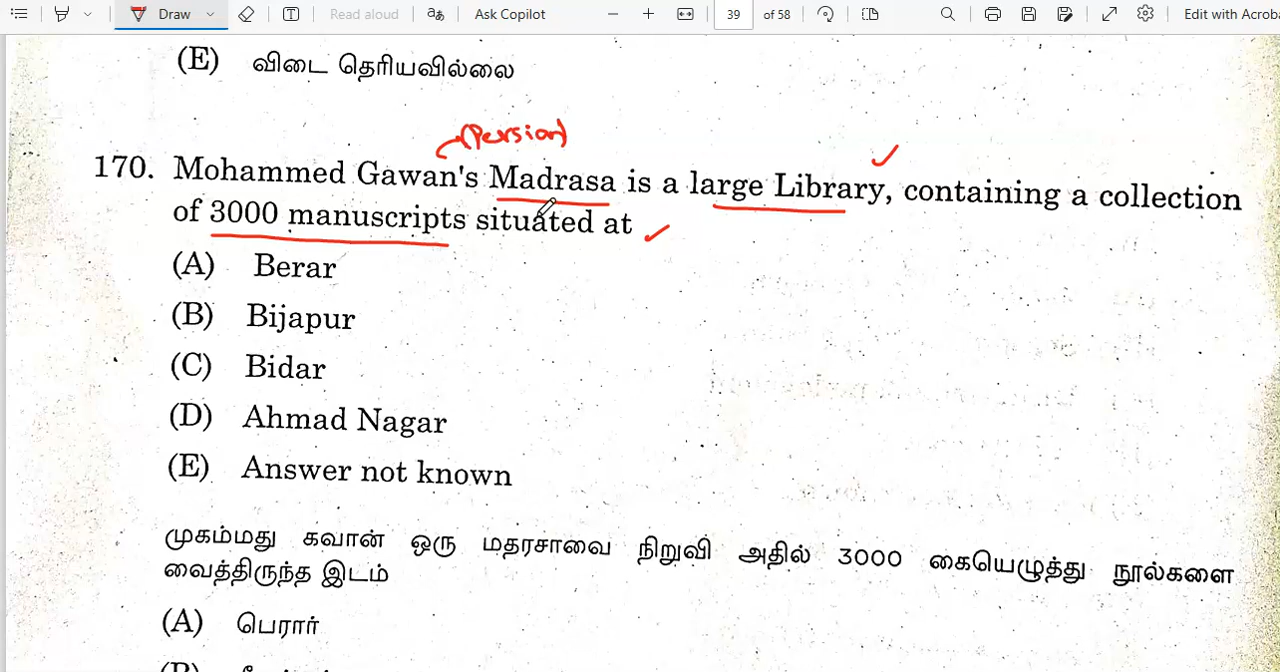 Draw
Read aloud
Ask Copilot
39
of 58
Edit with Acroba
(E) விடை தெரியவில்லை
(Persian)
170. Mohammed Gawan's Madrasa is a large Library, containing a collection
of 3000 manuscripts situated at
(A) Berar
(B) Bijapur
(C) Bidar
(D) Ahmad Nagar
(E) Answer not known
முகம்மது கவான் ஒரு மதரசாவை நிறுவி அதில் 3000 கையெழுத்து நூல்களை
வைத்திருந்த இடம்
(A) பெரார்